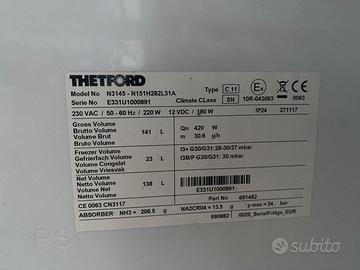 THETFORD
Type C 11 E4 0063
Model No N3145 - N151H282L31A
Serie No E331U1000891 Climate CLass SN 10R-043083
230 VAC / 50 - 60 Hz / 220 W 12 VDC / 190 W IP24 271117
Gross Volume
Brutto Volume 141 L Qn 420 W
Volume Brut m 30.6 g/h
Bruto Volume
Freezer Volume I3+ G30/G31: 28-30/37 mbar
Gefrierfach Volume 23 L I3B/P G30/G31: 30 mbar
Volume Congelat
Volume Vriesvak
Net Volume
Netto Volume 138 L
Volume Net E331U1000891
Netto Volume Part No 691482
CE 0063 CN3117 690882 0020_SerialFridge_EUR
ABSORBER NH3 = 206.5 g NA2CR04 = 13.5 g p max = 24 bar
subito